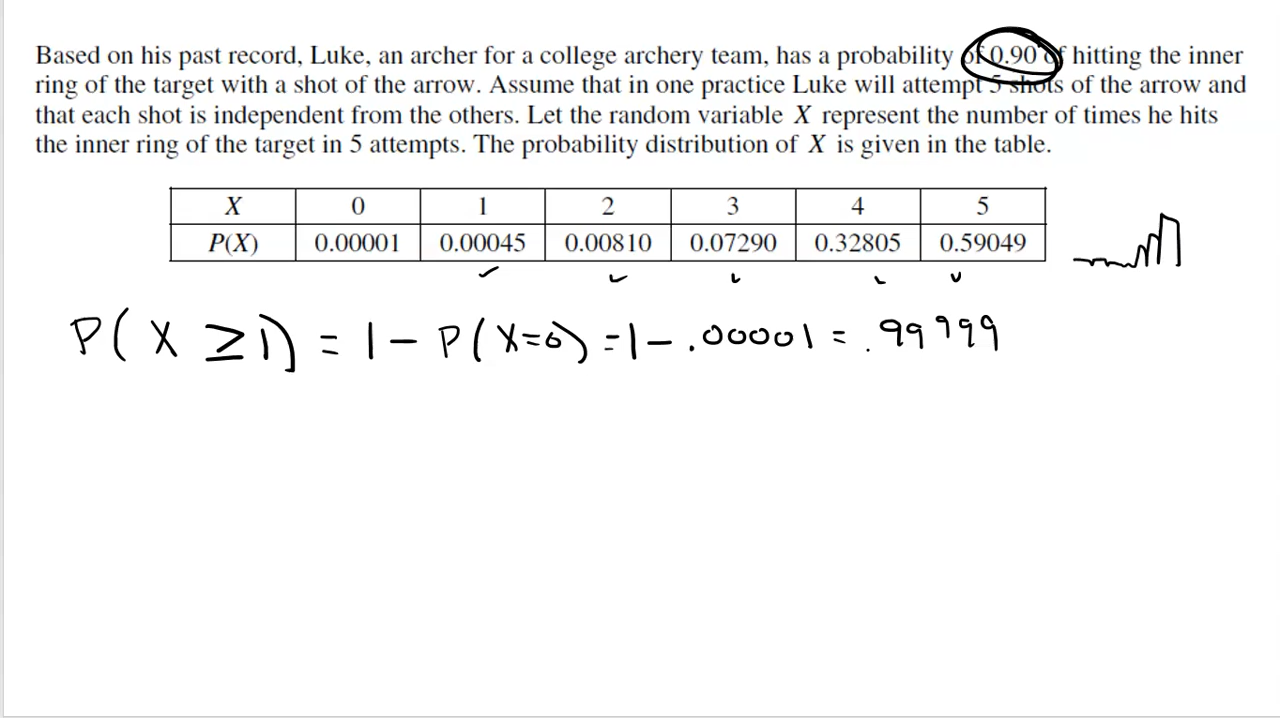 Based on his past record, Luke, an archer for a college archery team, has a probability of 0.90 of hitting the inner
ring of the target with a shot of the arrow. Assume that in one practice Luke will attempt 5 shots of the arrow and
that each shot is independent from the others. Let the random variable X represent the number of times he hits
the inner ring of the target in 5 attempts. The probability distribution of X is given in the table.
X 0 1 2 3 4 5
P(X) 0.00001 0.00045 0.00810 0.07290 0.32805 0.59049
P(X ≥ 1) = 1 - P(X=0) = 1 - .00001 = .99999